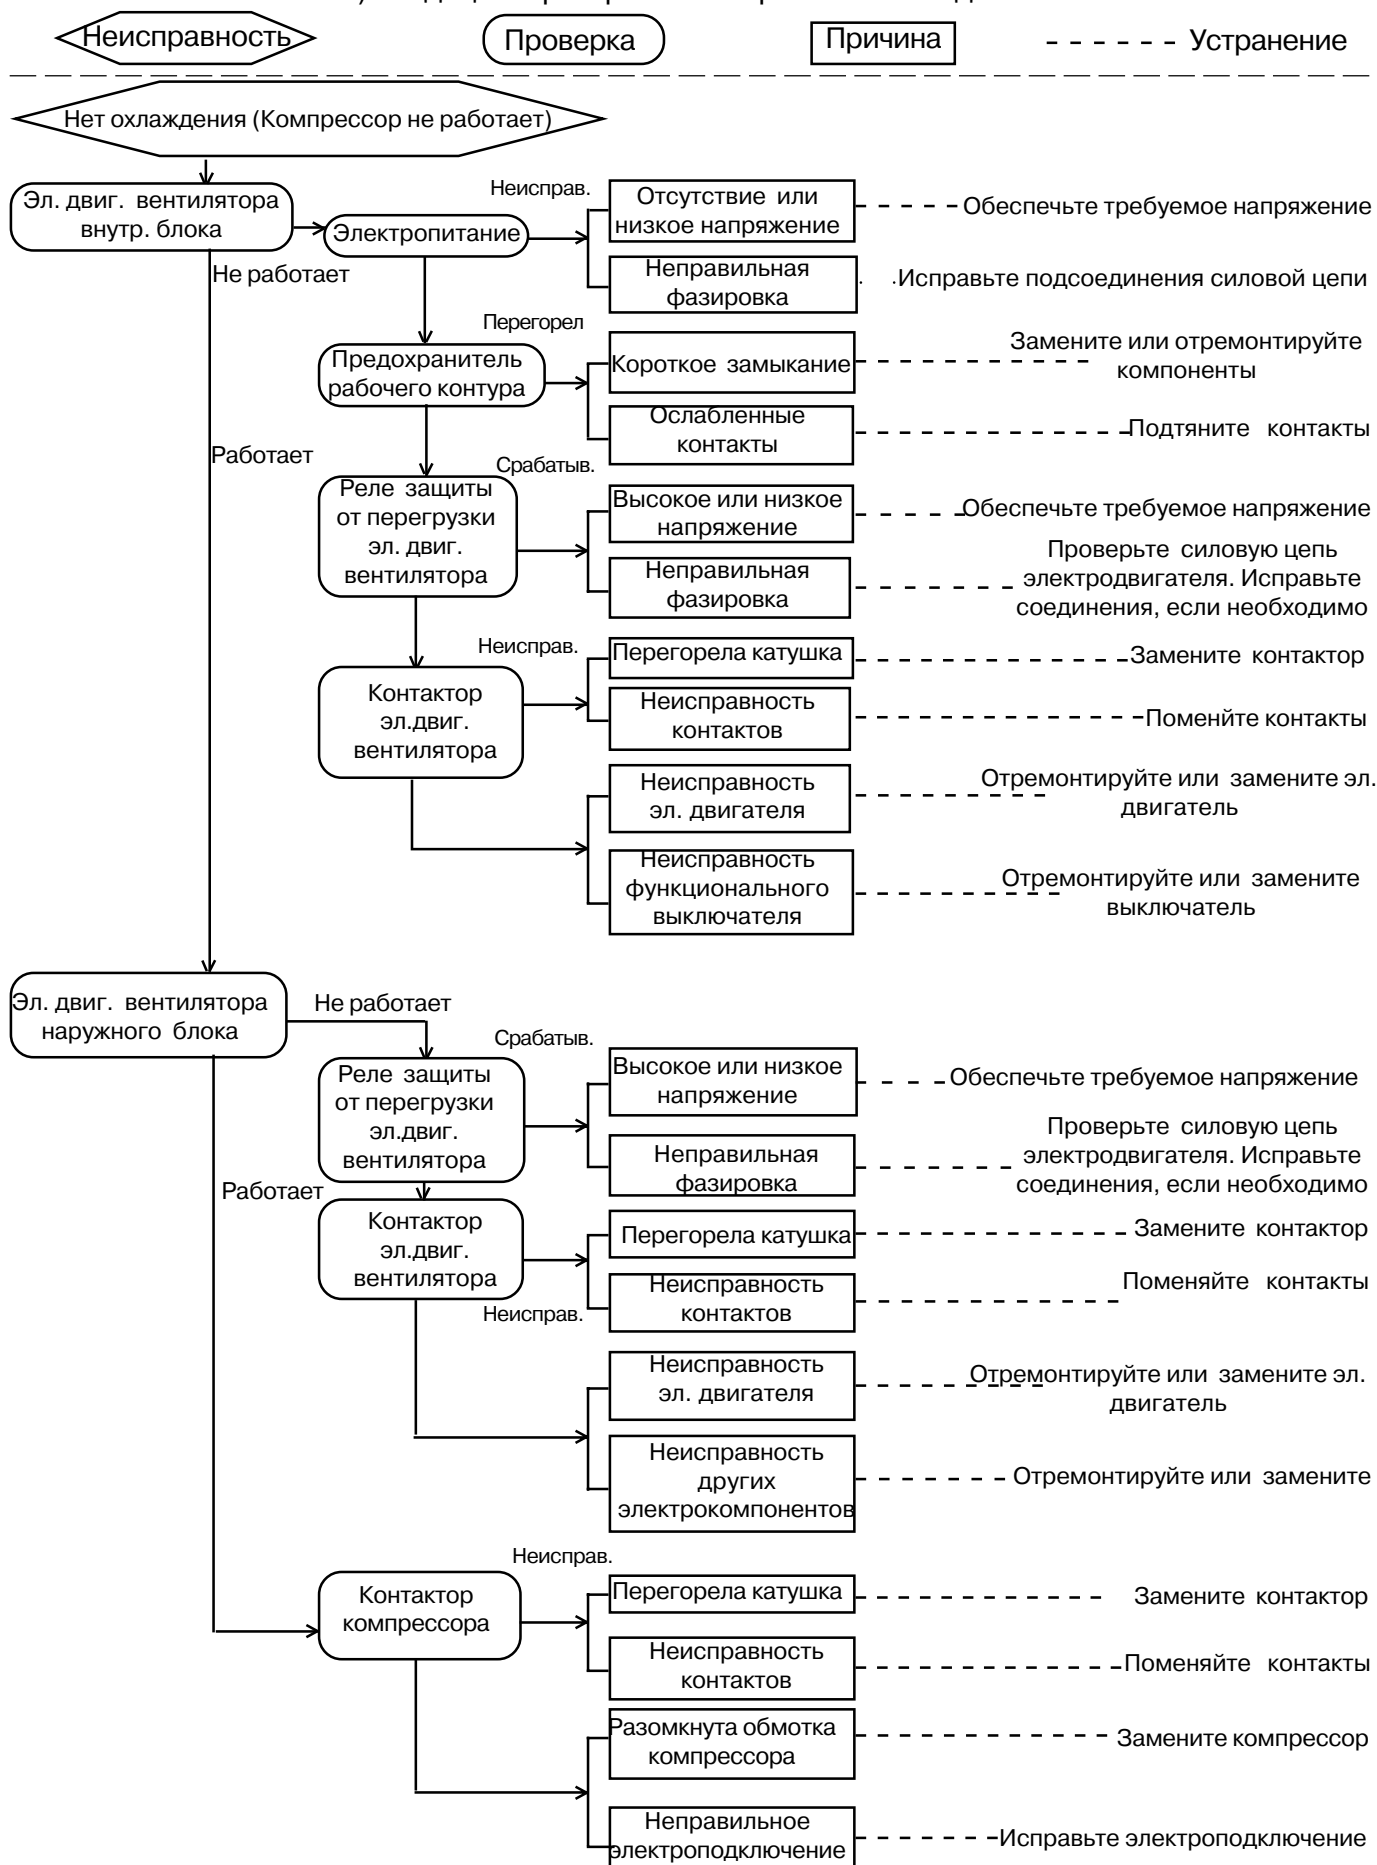 Неисправность
Проверка
Причина
Устранение
Нет охлаждения (Компрессор не работает)
Эл. двиг. вентилятора
внутр. блока
Не работает
Электропитание
Неисправ.
Отсутствие или
низкое напряжение
Обеспечьте требуемое напряжение
Неправильная
фазировка
Исправьте подсоединения силовой цепи
Перегорел
Предохранитель
рабочего контура
Короткое замыкание
Замените или отремонтируйте
компоненты
Ослабленные
контакты
Подтяните контакты
Работает
Срабатыв.
Реле защиты
от перегрузки
эл. двиг.
вентилятора
Высокое или низкое
напряжение
Обеспечьте требуемое напряжение
Неправильная
фазировка
Проверьте силовую цепь
электродвигателя. Исправьте
соединения, если необходимо
Неисправ.
Контактор
эл.двиг.
вентилятора
Перегорела катушка
Замените контактор
Неисправность
контактов
Поменйте контакты
Неисправность
эл. двигателя
Отремонтируйте или замените эл.
двигатель
Неисправность
функционального
выключателя
Отремонтируйте или замените
выключатель
Эл. двиг. вентилятора
наружного блока
Не работает
Срабатыв.
Реле защиты
от перегрузки
эл.двиг.
вентилятора
Высокое или низкое
напряжение
Обеспечьте требуемое напряжение
Неправильная
фазировка
Проверьте силовую цепь
электродвигателя. Исправьте
соединения, если необходимо
Работает
Контактор
эл.двиг.
вентилятора
Неисправ.
Перегорела катушка
Замените контактор
Неисправность
контактов
Поменяйте контакты
Неисправность
эл. двигателя
Отремонтируйте или замените эл.
двигатель
Неисправность
других
электрокомпонентов
Отремонтируйте или замените
Неисправ.
Контактор
компрессора
Перегорела катушка
Замените контактор
Неисправность
контактов
Поменяйте контакты
Разомкнута обмотка
компрессора
Замените компрессор
Неправильное
электроподключение
Исправьте электроподключение